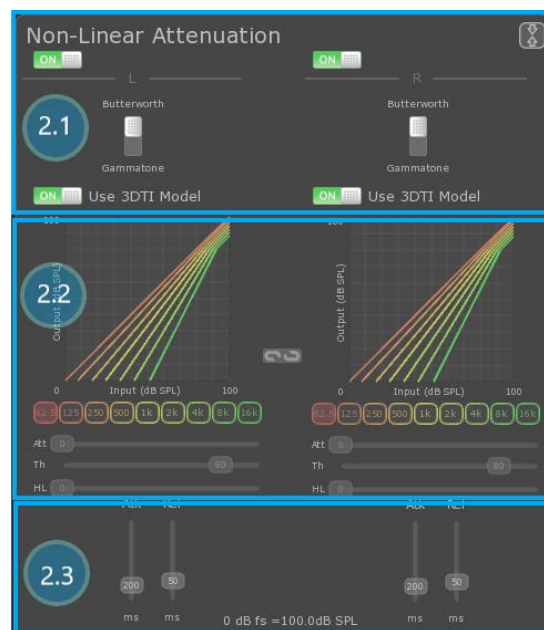 Non-Linear Attenuation
ON ON
L R
2.1
Butterworth Butterworth
Gammatone Gammatone
ON Use 3DTI Model ON Use 3DTI Model
100 100
2.2
Output (dB SPL) Output (dB SPL)
0 Input (dB SPL) 100 0 Input (dB SPL) 100
62.5 125 250 500 1k 2k 4k 8k 16k 62.5 125 250 500 1k 2k 4k 8k 16k
Att 0 Att 0
Th 80 Th 80
HL 0 HL 0
Atk Rel Atk Rel
2.3
200 50 200 50
ms ms ms ms
0 dB fs =100.0dB SPL